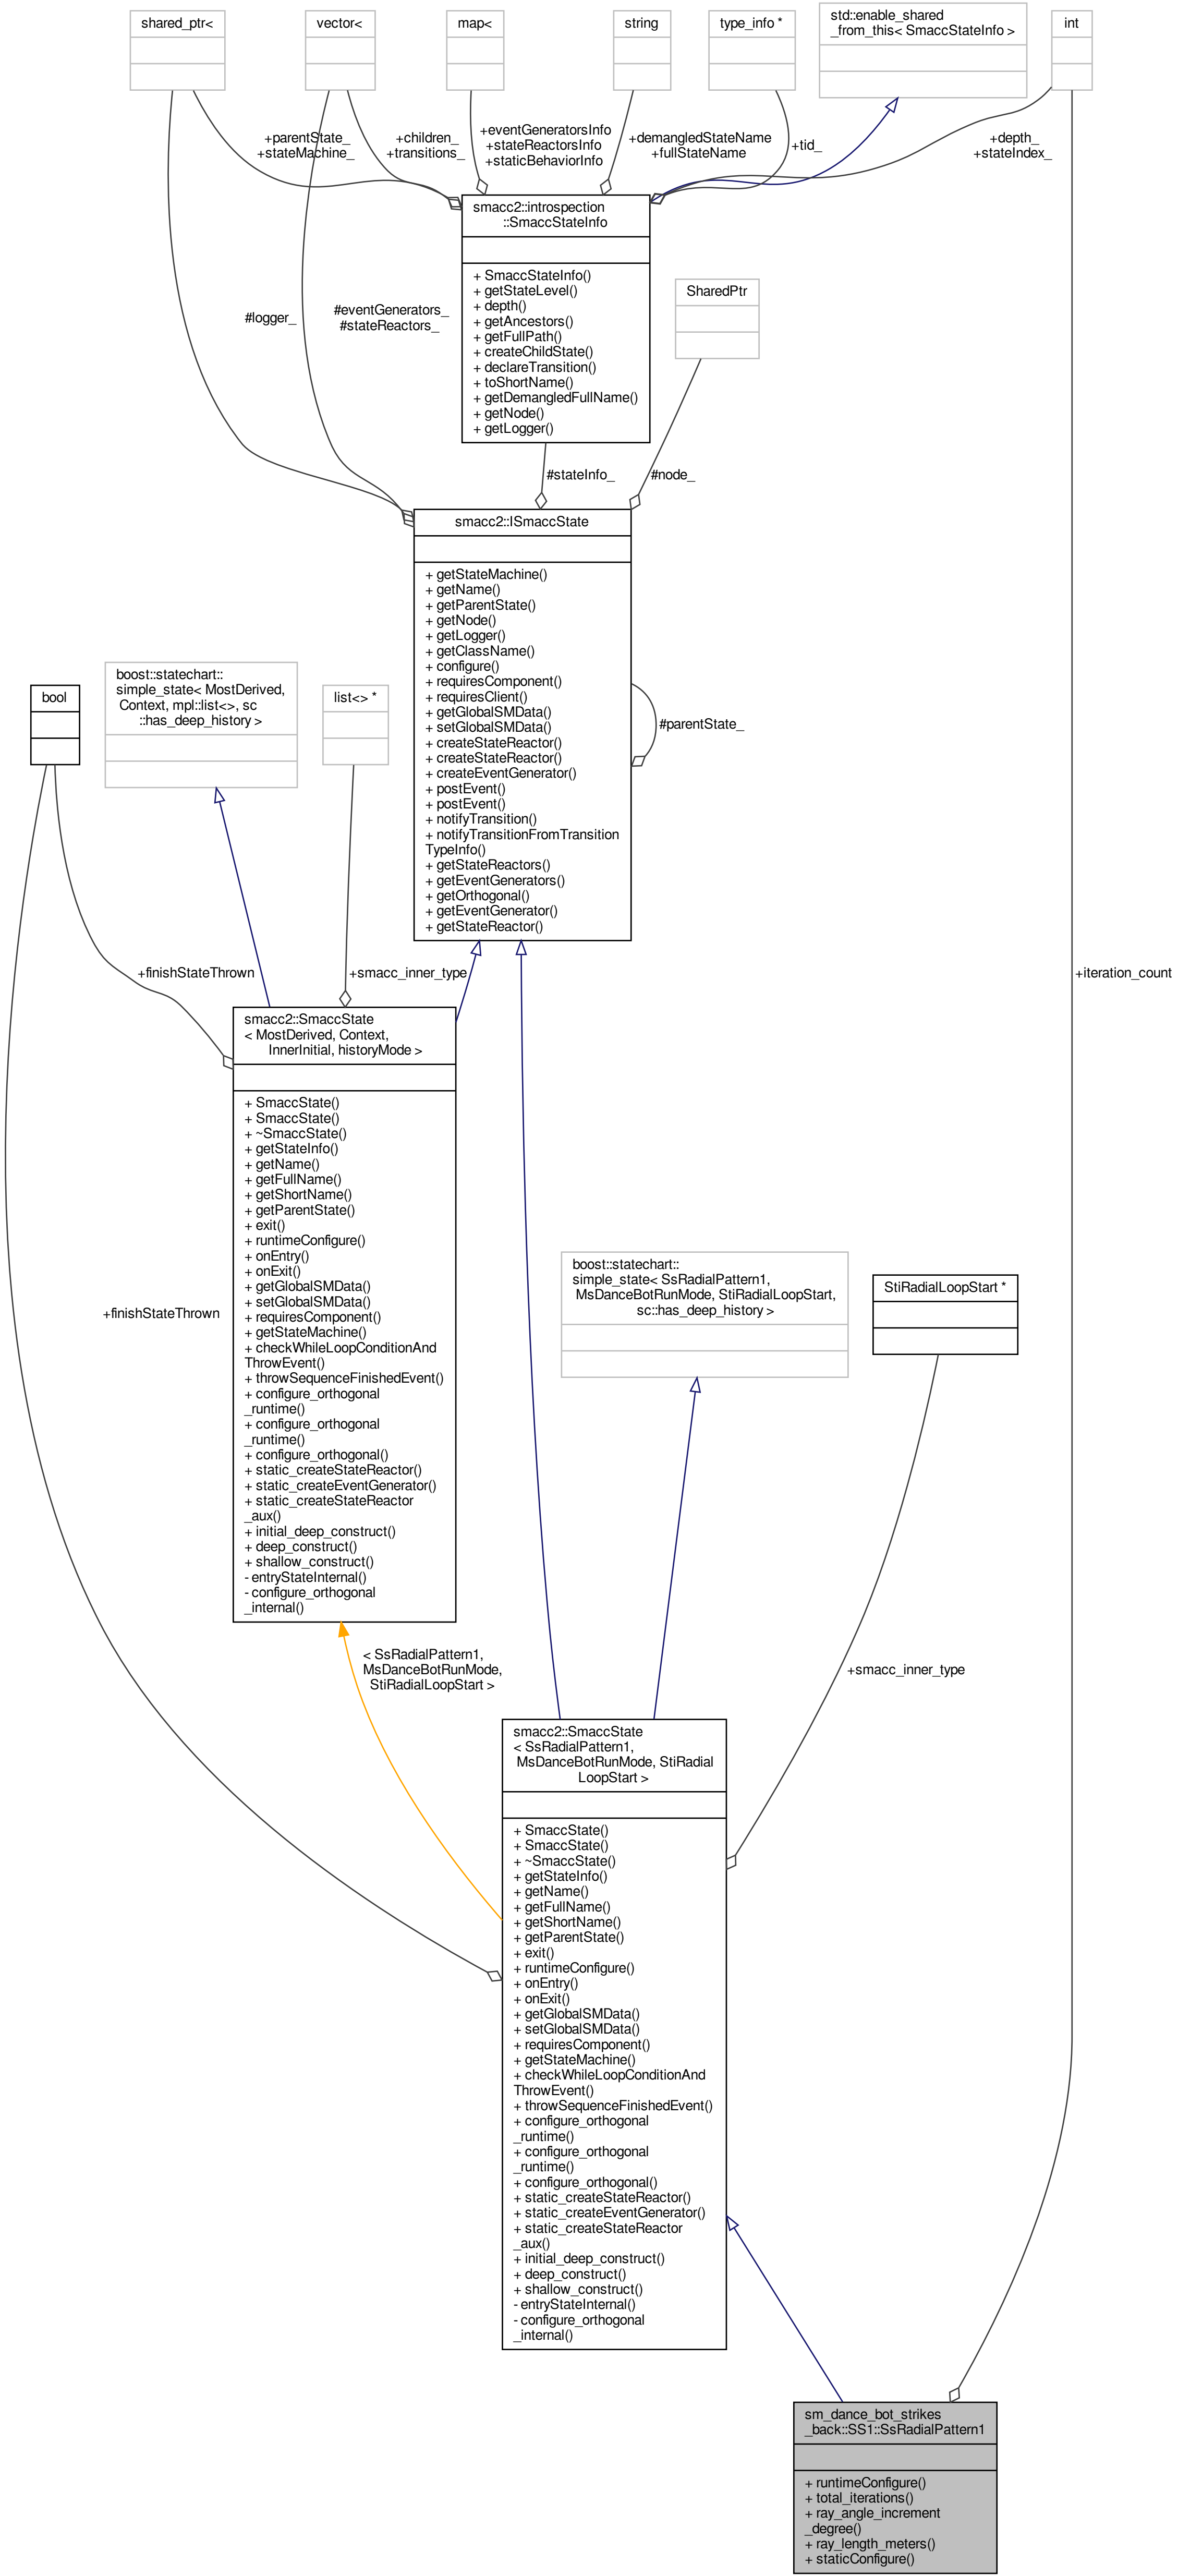 shared_ptr<
vector<
map<
string
type_info *
std::enable_shared
_from_this< SmaccStateInfo >
int
+parentState_
+stateMachine_
+children_
+transitions_
+eventGeneratorsInfo
+stateReactorsInfo
+staticBehaviorInfo
+demangledStateName
+fullStateName
+tid_
+depth_
+stateIndex_
smacc2::introspection
::SmaccStateInfo
+ SmaccStateInfo()
+ getStateLevel()
+ depth()
+ getAncestors()
+ getFullPath()
+ createChildState()
+ declareTransition()
+ toShortName()
+ getDemangledFullName()
+ getNode()
+ getLogger()
SharedPtr
#logger_
#eventGenerators_
#stateReactors_
#stateInfo_
#node_
smacc2::ISmaccState
+ getStateMachine()
+ getName()
+ getParentState()
+ getNode()
+ getLogger()
+ getClassName()
+ configure()
+ requiresComponent()
+ requiresClient()
+ getGlobalSMData()
+ setGlobalSMData()
+ createStateReactor()
+ createStateReactor()
+ createEventGenerator()
+ postEvent()
+ postEvent()
+ notifyTransition()
+ notifyTransitionFromTransition
TypeInfo()
+ getStateReactors()
+ getEventGenerators()
+ getOrthogonal()
+ getEventGenerator()
+ getStateReactor()
#parentState_
bool
boost::statechart::
simple_state< MostDerived,
Context, mpl::list<>, sc
::has_deep_history >
list<> *
+finishStateThrown
+smacc_inner_type
+iteration_count
smacc2::SmaccState
< MostDerived, Context,
InnerInitial, historyMode >
+ SmaccState()
+ SmaccState()
+ ~SmaccState()
+ getStateInfo()
+ getName()
+ getFullName()
+ getShortName()
+ getParentState()
+ exit()
+ runtimeConfigure()
+ onEntry()
+ onExit()
+ getGlobalSMData()
+ setGlobalSMData()
+ requiresComponent()
+ getStateMachine()
+ checkWhileLoopConditionAnd
ThrowEvent()
+ throwSequenceFinishedEvent()
+ configure_orthogonal
_runtime()
+ configure_orthogonal
_runtime()
+ configure_orthogonal()
+ static_createStateReactor()
+ static_createEventGenerator()
+ static_createStateReactor
_aux()
+ initial_deep_construct()
+ deep_construct()
+ shallow_construct()
- entryStateInternal()
- configure_orthogonal
_internal()
+finishStateThrown
boost::statechart::
simple_state< SsRadialPattern1,
MsDanceBotRunMode, StiRadialLoopStart,
sc::has_deep_history >
StiRadialLoopStart *
< SsRadialPattern1,
MsDanceBotRunMode,
StiRadialLoopStart >
+smacc_inner_type
smacc2::SmaccState
< SsRadialPattern1,
MsDanceBotRunMode, StiRadial
LoopStart >
+ SmaccState()
+ SmaccState()
+ ~SmaccState()
+ getStateInfo()
+ getName()
+ getFullName()
+ getShortName()
+ getParentState()
+ exit()
+ runtimeConfigure()
+ onEntry()
+ onExit()
+ getGlobalSMData()
+ setGlobalSMData()
+ requiresComponent()
+ getStateMachine()
+ checkWhileLoopConditionAnd
ThrowEvent()
+ throwSequenceFinishedEvent()
+ configure_orthogonal
_runtime()
+ configure_orthogonal
_runtime()
+ configure_orthogonal()
+ static_createStateReactor()
+ static_createEventGenerator()
+ static_createStateReactor
_aux()
+ initial_deep_construct()
+ deep_construct()
+ shallow_construct()
- entryStateInternal()
- configure_orthogonal
_internal()
sm_dance_bot_strikes
_back::SS1::SsRadialPattern1
+ runtimeConfigure()
+ total_iterations()
+ ray_angle_increment
_degree()
+ ray_length_meters()
+ staticConfigure()